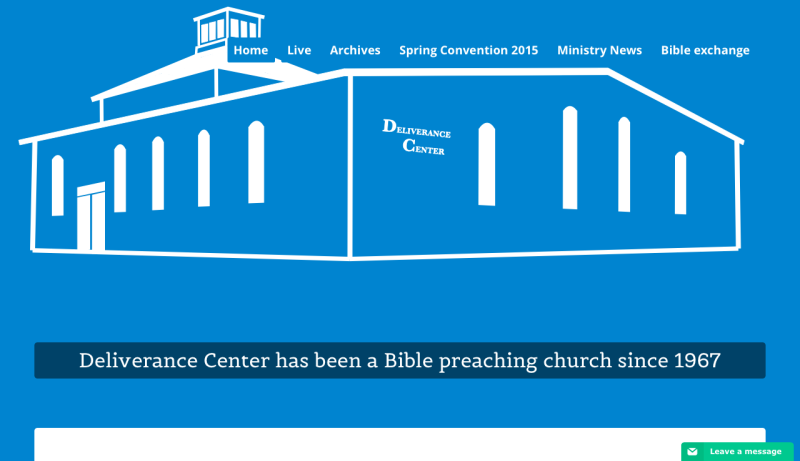 Home Live Archives Spring Convention 2015 Ministry News Bible exchange
Deliverance
Center
Deliverance Center has been a Bible preaching church since 1967
Leave a message